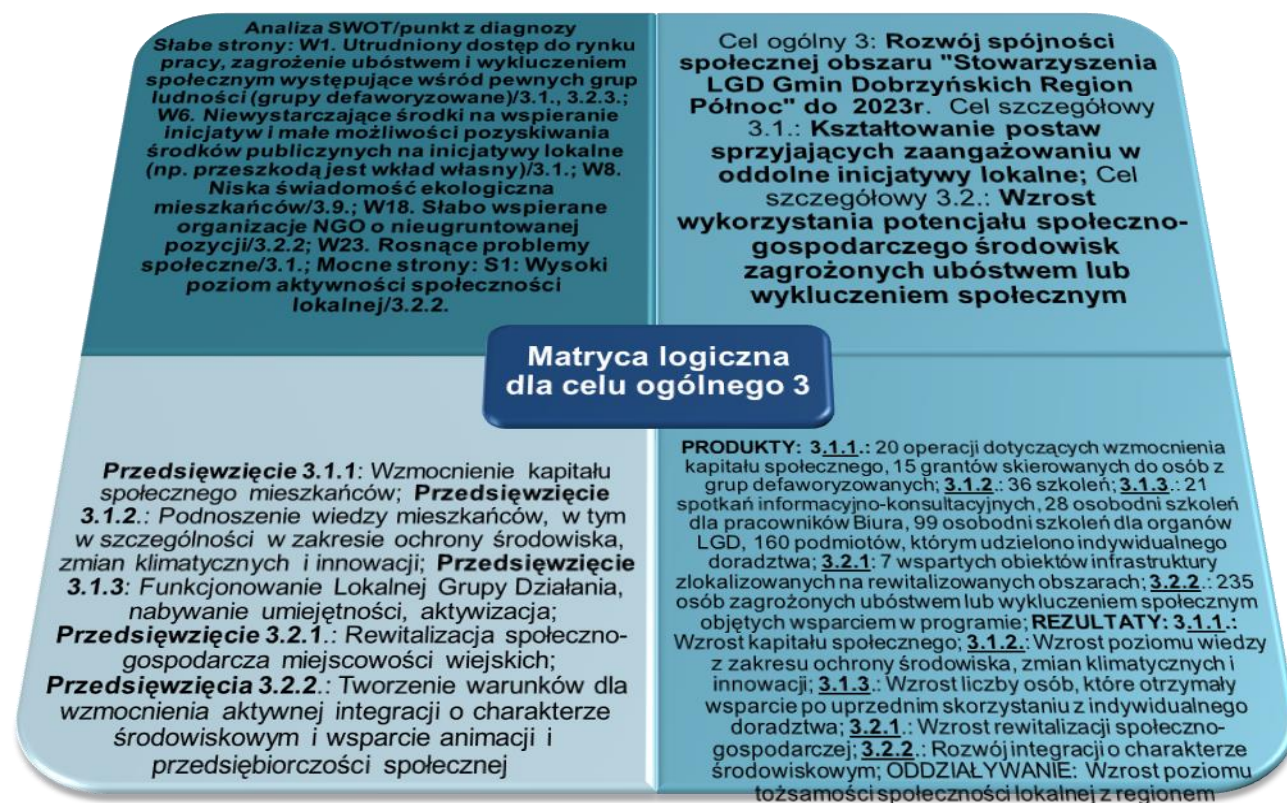 Analiza SWOT/punkt z diagnozy
Słabe strony: W1. Utrudniony dostęp do rynku
pracy, zagrożenie ubóstwem i wykluczeniem
społecznym występujące wśród pewnych grup
ludności (grupy defaworyzowane)/3.1., 3.2.3.;
W6. Niewystarczające środki na wspieranie
inicjatyw i małe możliwości pozyskiwania
środków publicznych na inicjatywy lokalne
(np. przeszkodą jest wkład własny)/3.1.; W8.
Niska świadomość ekologiczna
mieszkańców/3.9.; W18. Słabo wspierane
organizacje NGO o nieugruntowanej
pozycji/3.2.2; W23. Rosnące problemy
społeczne/3.1.; Mocne strony: S1: Wysoki
poziom aktywności społeczności
lokalnej/3.2.2.
Cel ogólny 3: Rozwój spójności
społecznej obszaru "Stowarzyszenia
LGD Gmin Dobrzyńskich Region
Północ" do 2023r. Cel szczegółowy
3.1.: Kształtowanie postaw
sprzyjających zaangażowaniu w
oddolne inicjatywy lokalne; Cel
szczegółowy 3.2.: Wzrost
wykorzystania potencjału społeczno-
gospodarczego środowisk
zagrożonych ubóstwem lub
wykluczeniem społecznym
Matryca logiczna
dla celu ogólnego 3
Przedsięwzięcie 3.1.1: Wzmocnienie kapitału
społecznego mieszkańców; Przedsięwzięcie
3.1.2.: Podnoszenie wiedzy mieszkańców, w tym
w szczególności w zakresie ochrony środowiska,
zmian klimatycznych i innowacji; Przedsięwzięcie
3.1.3: Funkcjonowanie Lokalnej Grupy Działania,
nabywanie umiejętności, aktywizacja;
Przedsięwzięcie 3.2.1.: Rewitalizacja społeczno-
gospodarcza miejscowości wiejskich;
Przedsięwzięcia 3.2.2.: Tworzenie warunków dla
wzmocnienia aktywnej integracji o charakterze
środowiskowym i wsparcie animacji i
przedsiębiorczości społecznej
PRODUKTY: 3.1.1.: 20 operacji dotyczących wzmocnienia
kapitału społecznego, 15 grantów skierowanych do osób z
grup defaworyzowanych; 3.1.2.: 36 szkoleń; 3.1.3.: 21
spotkań informacyjno-konsultacyjnych, 28 osobodni szkoleń
dla pracowników Biura, 99 osobodni szkoleń dla organów
LGD, 160 podmiotów, którym udzielono indywidualnego
doradztwa; 3.2.1: 7 wspartych obiektów infrastruktury
zlokalizowanych na rewitalizowanych obszarach; 3.2.2.: 235
osób zagrożonych ubóstwem lub wykluczeniem społecznym
objętych wsparciem w programie; REZULTATY: 3.1.1.:
Wzrost kapitału społecznego; 3.1.2.: Wzrost poziomu wiedzy
z zakresu ochrony środowiska, zmian klimatycznych i
innowacji; 3.1.3.: Wzrost liczby osób, które otrzymały
wsparcie po uprzednim skorzystaniu z indywidualnego
doradztwa; 3.2.1.: Wzrost rewitalizacji społeczno-
gospodarczej; 3.2.2.: Rozwój integracji o charakterze
środowiskowym; ODDZIAŁYWANIE: Wzrost poziomu
tożsamości społeczności lokalnej z regionem